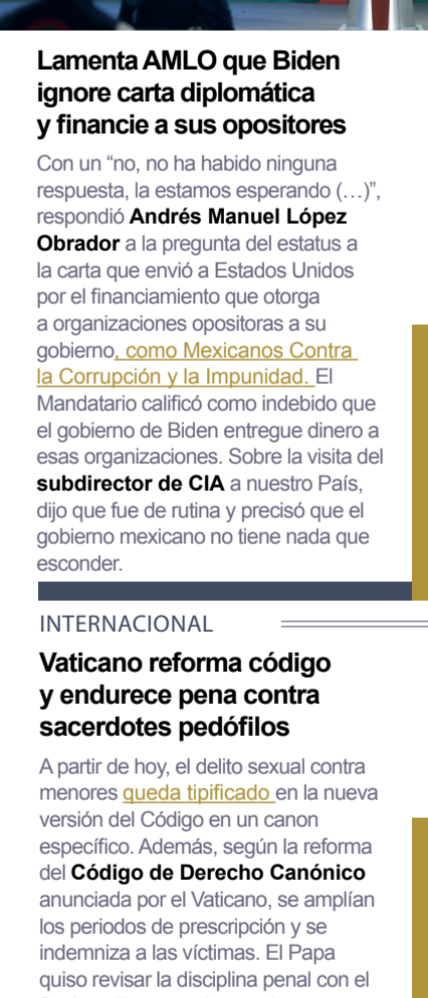 Lamenta AMLO que Biden
ignore carta diplomática
y financie a sus opositores
Con un “no, no ha habido ninguna
respuesta, la estamos esperando (…)”,
respondió Andrés Manuel López
Obrador a la pregunta del estatus a
la carta que envió a Estados Unidos
por el financiamiento que otorga
a organizaciones opositoras a su
gobierno, como Mexicanos Contra
la Corrupción y la Impunidad. El
Mandatario calificó como indebido que
el gobierno de Biden entregue dinero a
esas organizaciones. Sobre la visita del
subdirector de CIA a nuestro País,
dijo que fue de rutina y precisó que el
gobierno mexicano no tiene nada que
esconder.
INTERNACIONAL
Vaticano reforma código
y endurece pena contra
sacerdotes pedófilos
A partir de hoy, el delito sexual contra
menores queda tipificado en la nueva
versión del Código en un canon
específico. Además, según la reforma
del Código de Derecho Canónico
anunciada por el Vaticano, se amplían
los periodos de prescripción y se
indemniza a las víctimas. El Papa
quiso revisar la disciplina penal con el